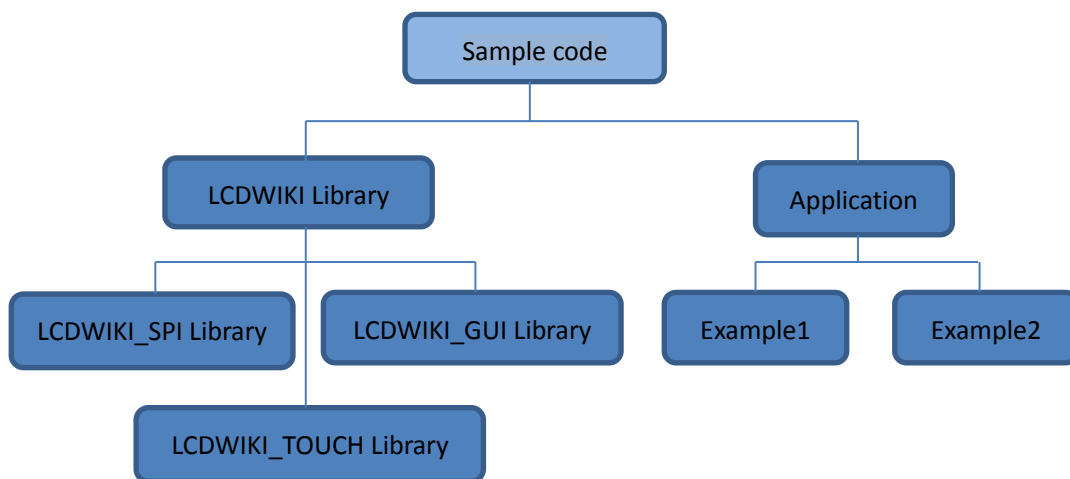 Sample code
LCDWIKI Library
Application
LCDWIKI_SPI Library
LCDWIKI_GUI Library
Example1
Example2
LCDWIKI_TOUCH Library